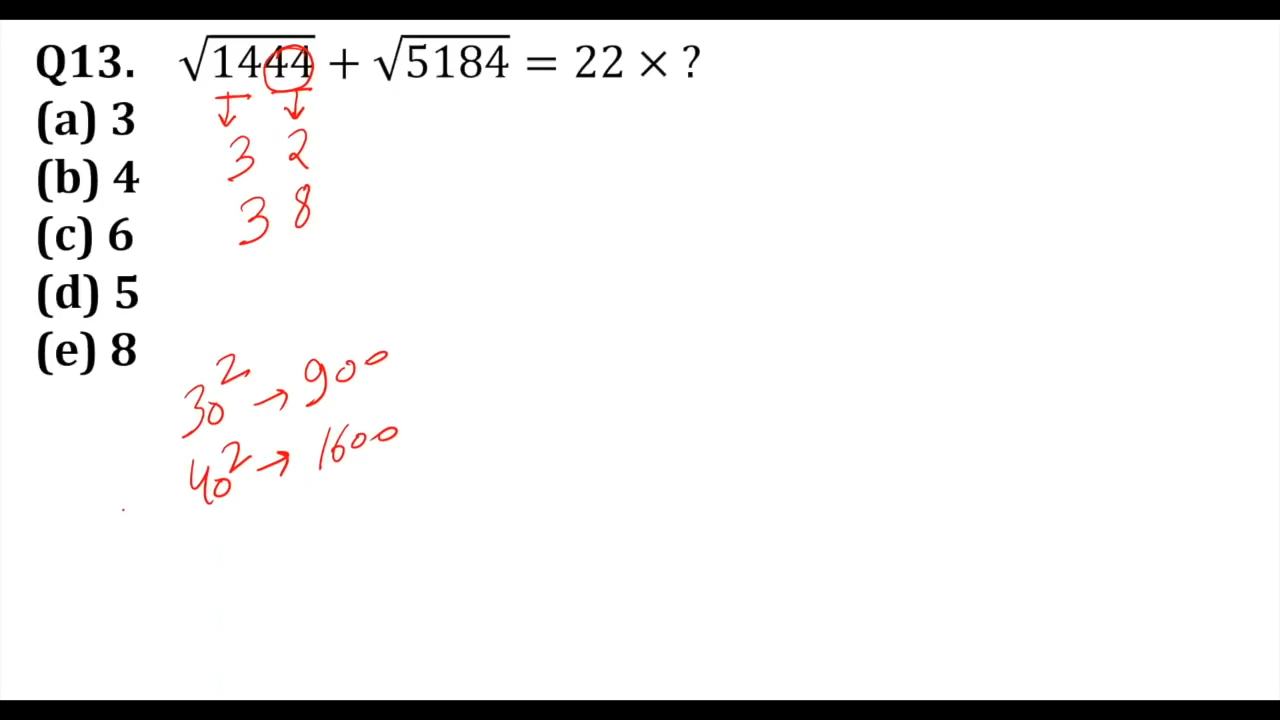 Q13. √1444 + √5184 = 22 × ?
(a) 3
(b) 4
(c) 6
(d) 5
(e) 8
3 2
3 8
30² → 900
40² → 1600